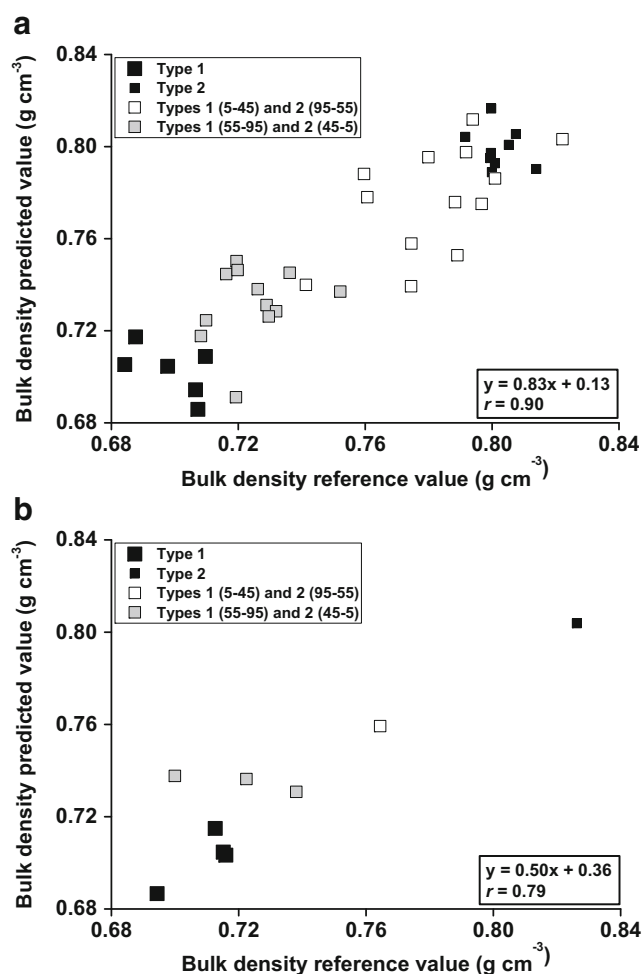 a
0.84
0.80
0.76
0.72
0.68
Bulk density predicted value (g cm⁻³)
Type 1
Type 2
Types 1 (5-45) and 2 (95-55)
Types 1 (55-95) and 2 (45-5)
y = 0.83x + 0.13
r = 0.90
0.68 0.72 0.76 0.80 0.84
Bulk density reference value (g cm⁻³)
b
0.84
0.80
0.76
0.72
0.68
Bulk density predicted value (g cm⁻³)
Type 1
Type 2
Types 1 (5-45) and 2 (95-55)
Types 1 (55-95) and 2 (45-5)
y = 0.50x + 0.36
r = 0.79
0.68 0.72 0.76 0.80 0.84
Bulk density reference value (g cm⁻³)